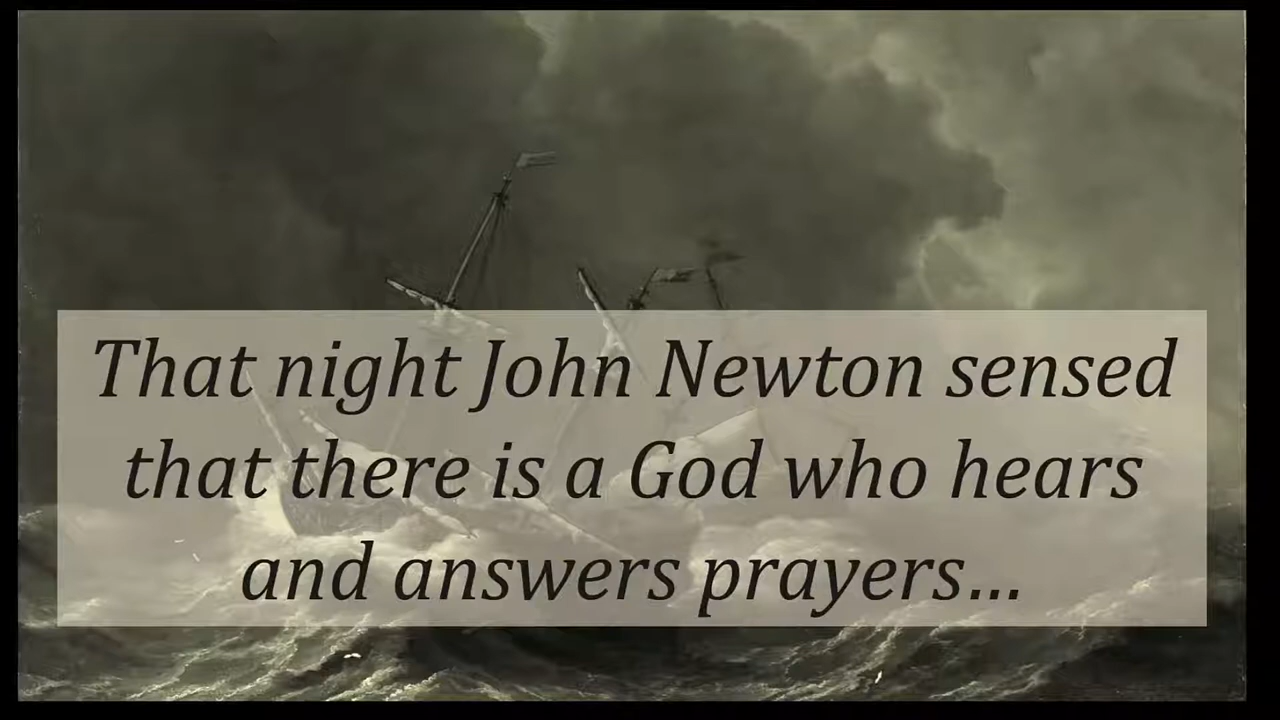 That night John Newton sensed
that there is a God who hears
and answers prayers...